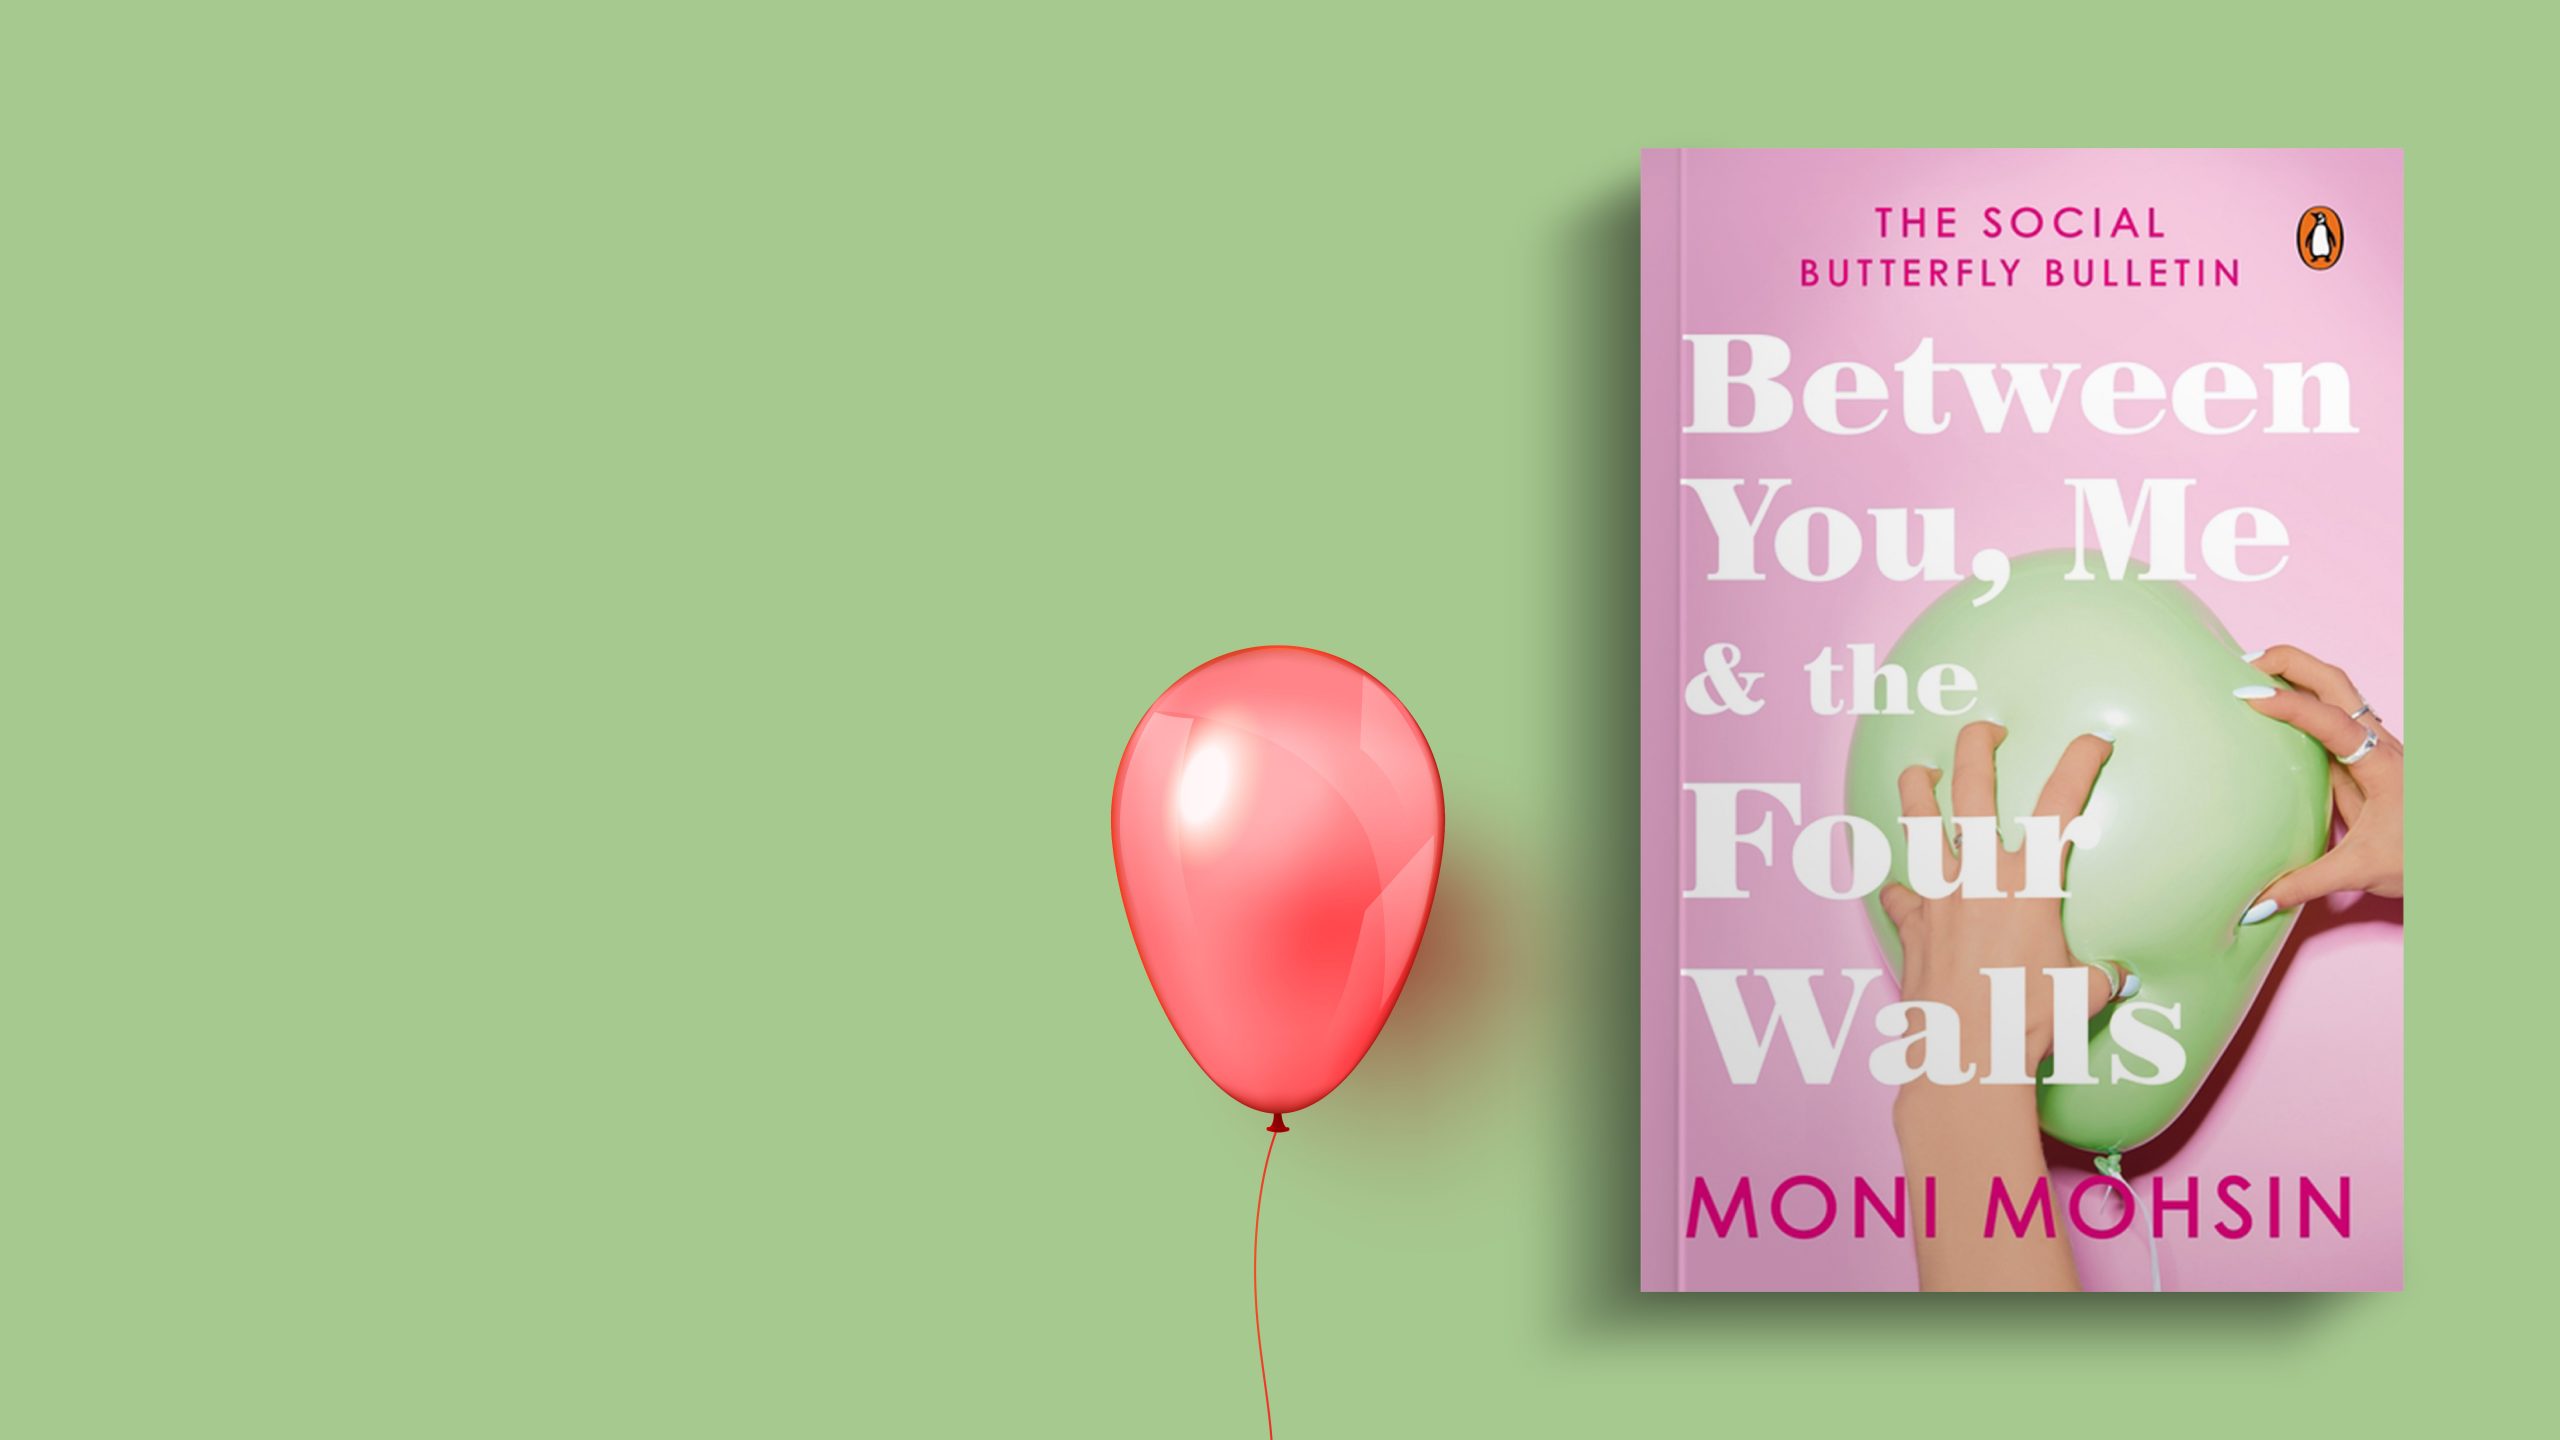 THE SOCIAL
BUTTERFLY BULLETIN
Between
You, Me
& the
Four
Walls
MONI MOHSIN